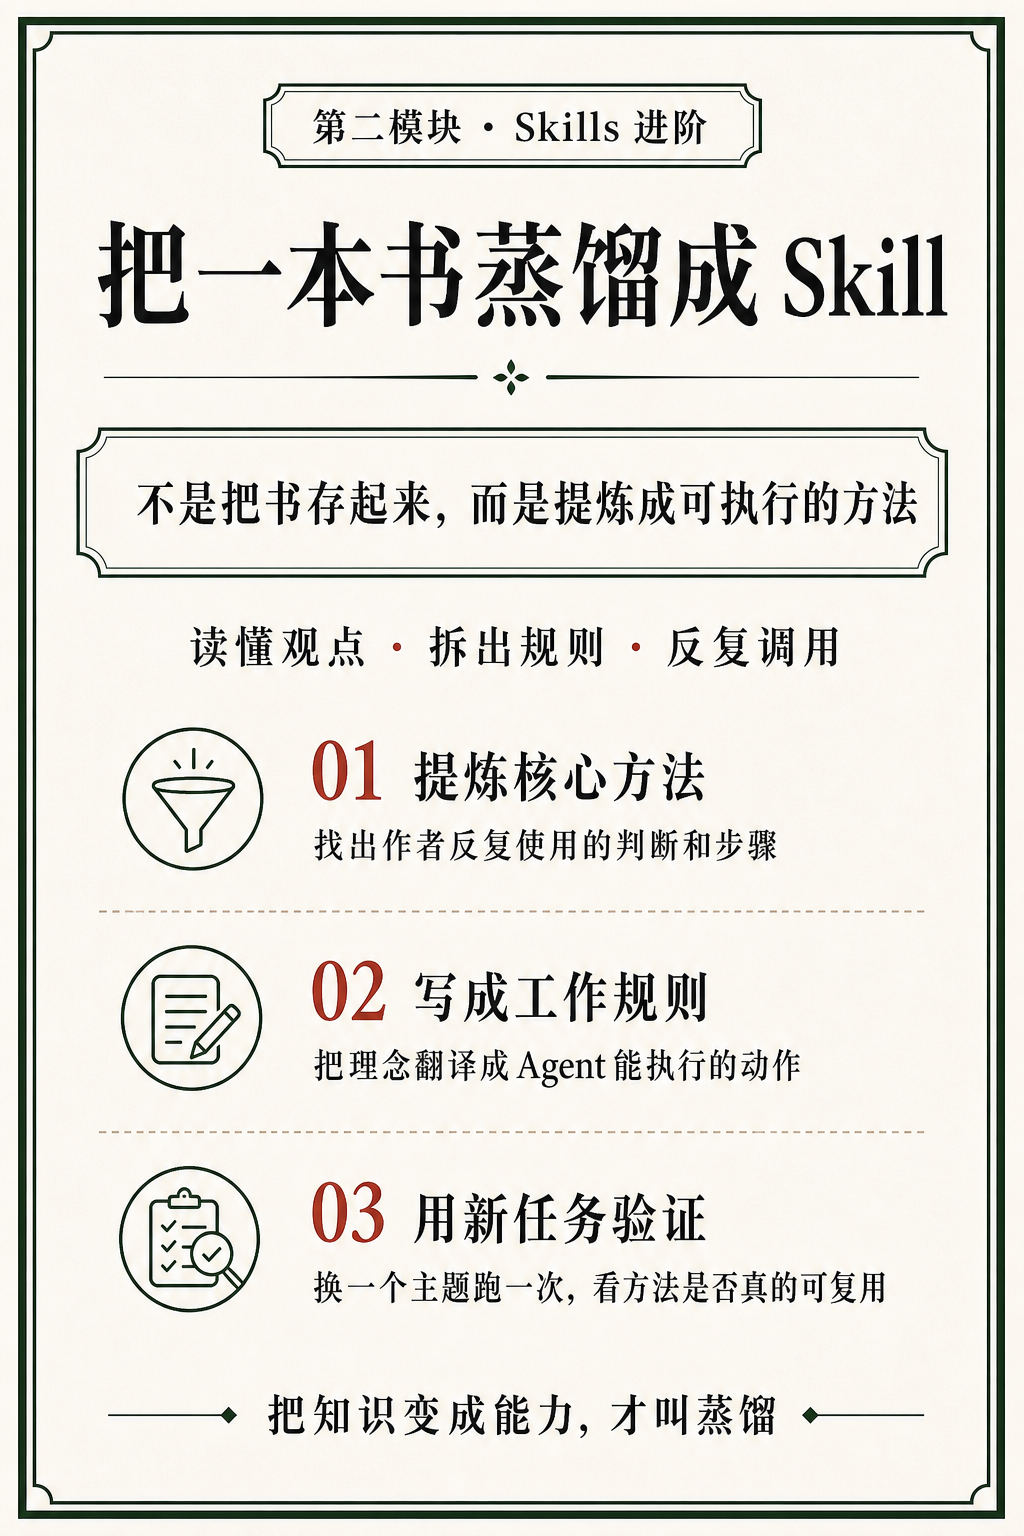 第二模块 · Skills 进阶
把一本书蒸馏成 Skill
不是把书存起来，而是提炼成可执行的方法
读懂观点 · 拆出规则 · 反复调用
01 提炼核心方法
找出作者反复使用的判断和步骤
02 写成工作规则
把理念翻译成 Agent 能执行的动作
03 用新任务验证
换一个主题跑一次，看方法是否真的可复用
把知识变成能力，才叫蒸馏